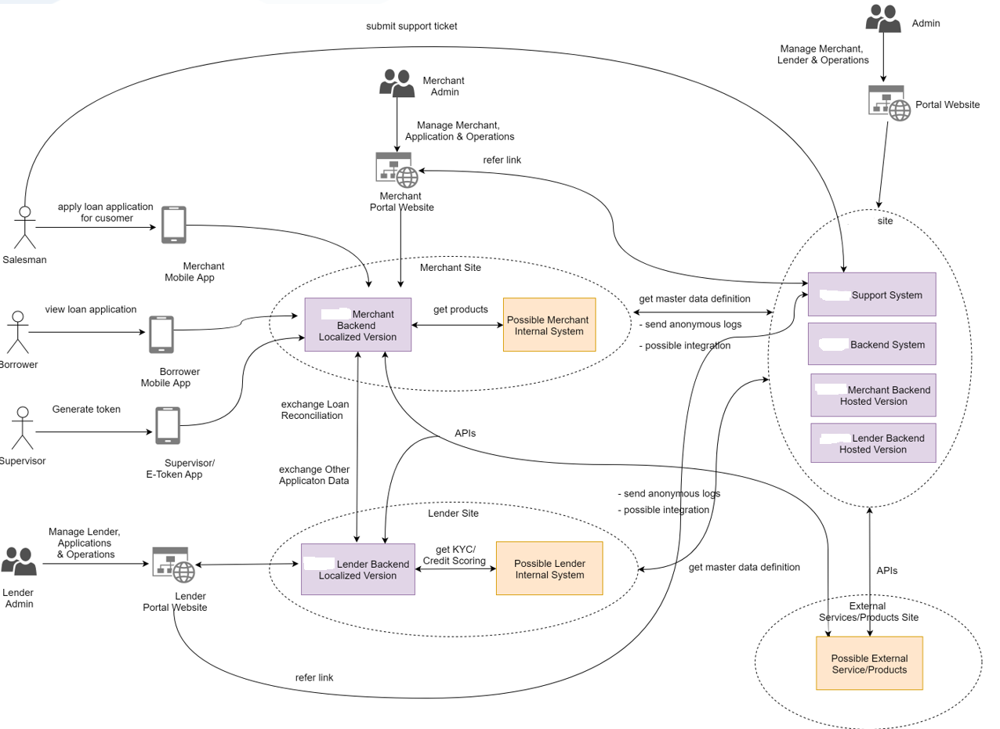 submit support ticket
Admin
Manage Merchant,
Lender & Operations
Portal Website
Merchant
Admin
Manage Merchant,
Application & Operations
refer link
Merchant
Portal Website
apply loan application
for cusomer
Salesman
Merchant
Mobile App
site
Merchant Site
Merchant
Backend
Localized Version
get products
Possible Merchant
Internal System
get master data definition
- send anonymous logs
- possible integration
Support System
Backend System
Merchant Backend
Hosted Version
Lender Backend
Hosted Version
view loan application
Borrower
Borrower
Mobile App
Generate token
Supervisor
Supervisor/
E-Token App
exchange Loan
Reconciliation
APIs
exchange Other
Applicaton Data
- send anonymous logs
- possible integration
Lender Site
Manage Lender,
Applications
& Operations
Lender
Admin
Lender
Portal Website
Lender Backend
Localized Version
get KYC/
Credit Scoring
Possible Lender
Internal System
get master data definition
APIs
External
Services/Products Site
Possible External
Service/Products
refer link